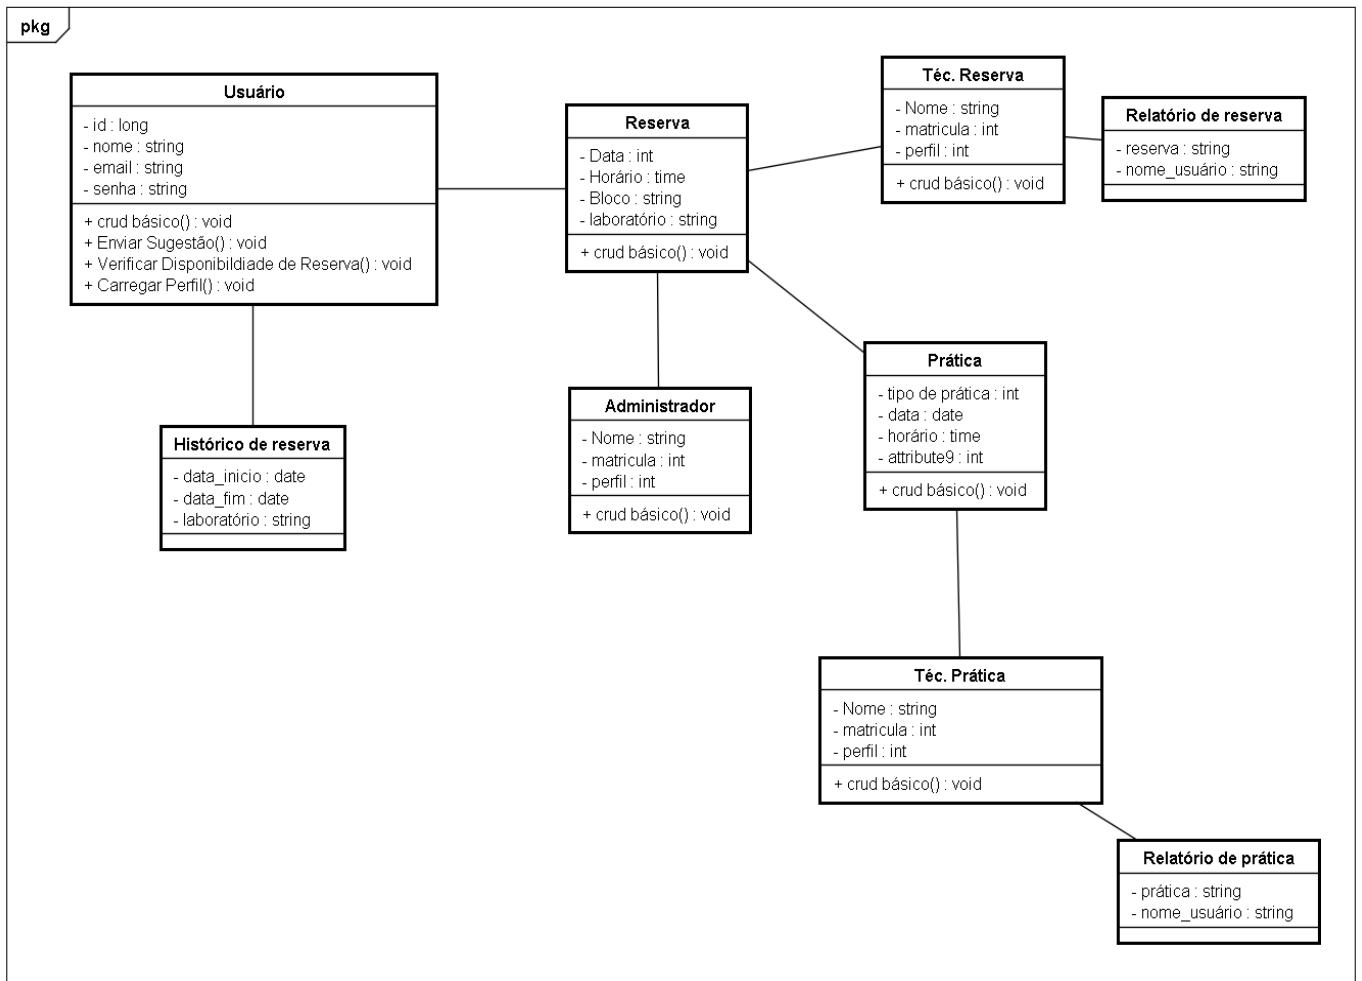 pkg
Usuário
- id : long
- nome : string
- email : string
- senha : string
+ crud básico() : void
+ Enviar Sugestão() : void
+ Verificar Disponibildiade de Reserva() : void
+ Carregar Perfil() : void
Reserva
- Data : int
- Horário : time
- Bloco : string
- laboratório : string
+ crud básico() : void
Téc. Reserva
- Nome : string
- matricula : int
- perfil : int
+ crud básico() : void
Relatório de reserva
- reserva : string
- nome_usuário : string
Histórico de reserva
- data_inicio : date
- data_fim : date
- laboratório : string
Administrador
- Nome : string
- matricula : int
- perfil : int
+ crud básico() : void
Prática
- tipo de prática : int
- data : date
- horário : time
- attribute9 : int
+ crud básico() : void
Téc. Prática
- Nome : string
- matricula : int
- perfil : int
+ crud básico() : void
Relatório de prática
- prática : string
- nome_usuário : string